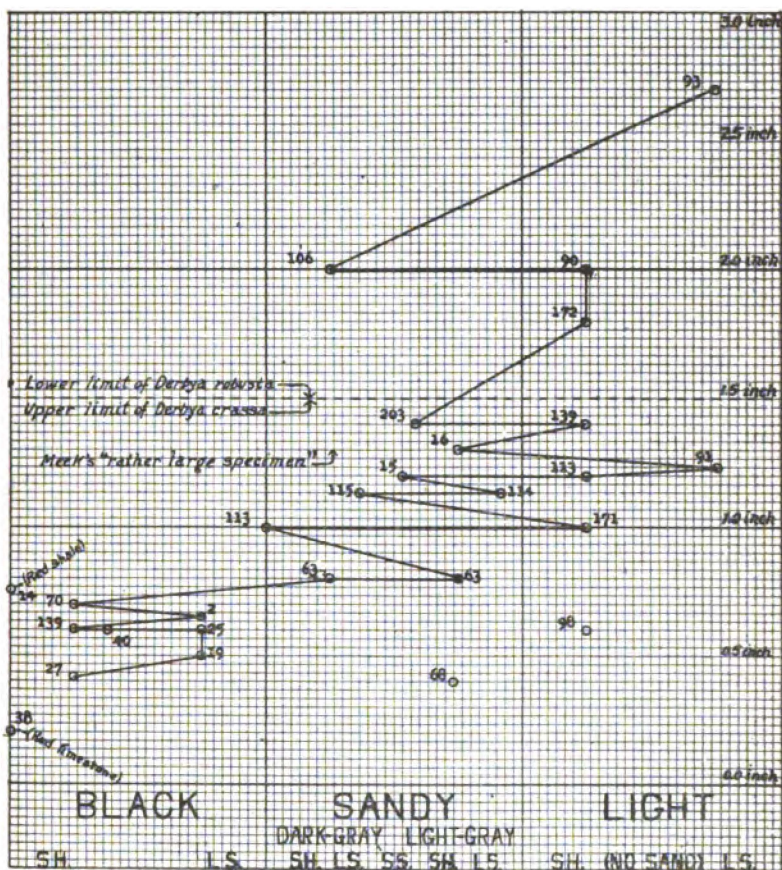 3.0 inch
93
2.5 inch
106
90
2.0 inch
172
Lower limit of Derbya robusta
1.5 inch
Upper limit of Derbya crassa
203
139
16
91
Meek's "rather large specimen"
15
113
115
114
113
171
1.0 inch
63
63
(Red shale)
14
70
2
139
40
25
98
19
0.5 inch
27
68
38
(Red limestone)
0.0 inch
BLACK SANDY LIGHT
DARK-GRAY LIGHT-GRAY
SH. LS. SH. LS. SS. SH. LS. SH. (NO SAND) LS.